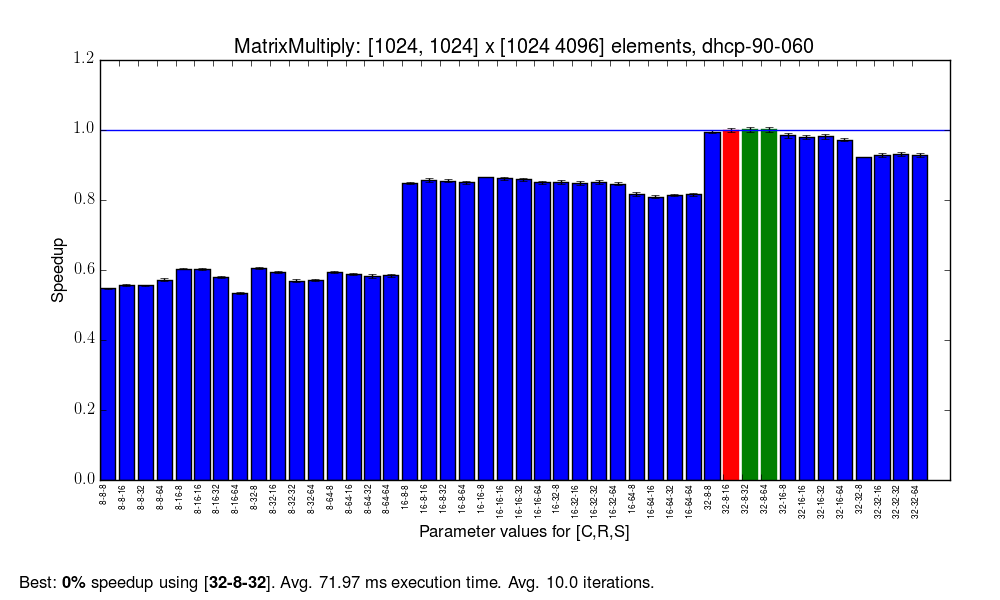 MatrixMultiply: [1024, 1024] x [1024 4096] elements, dhcp-90-060
1.2
1.0
0.8
0.6
0.4
0.2
0.0
Speedup
8-8-8 8-8-16 8-8-32 8-8-64 8-16-8 8-16-16 8-16-32 8-16-64 8-32-8 8-32-16 8-32-32 8-32-64 8-64-8 8-64-16 8-64-32 8-64-64 16-8-8 16-8-16 16-8-32 16-8-64 16-16-8 16-16-16 16-16-32 16-16-64 16-32-8 16-32-16 16-32-32 16-32-64 16-64-8 16-64-16 16-64-32 16-64-64 32-8-8 32-8-16 32-8-32 32-8-64 32-16-8 32-16-16 32-16-32 32-16-64 32-32-8 32-32-16 32-32-32 32-32-64
Parameter values for [C,R,S]
Best: 0% speedup using [32-8-32]. Avg. 71.97 ms execution time. Avg. 10.0 iterations.